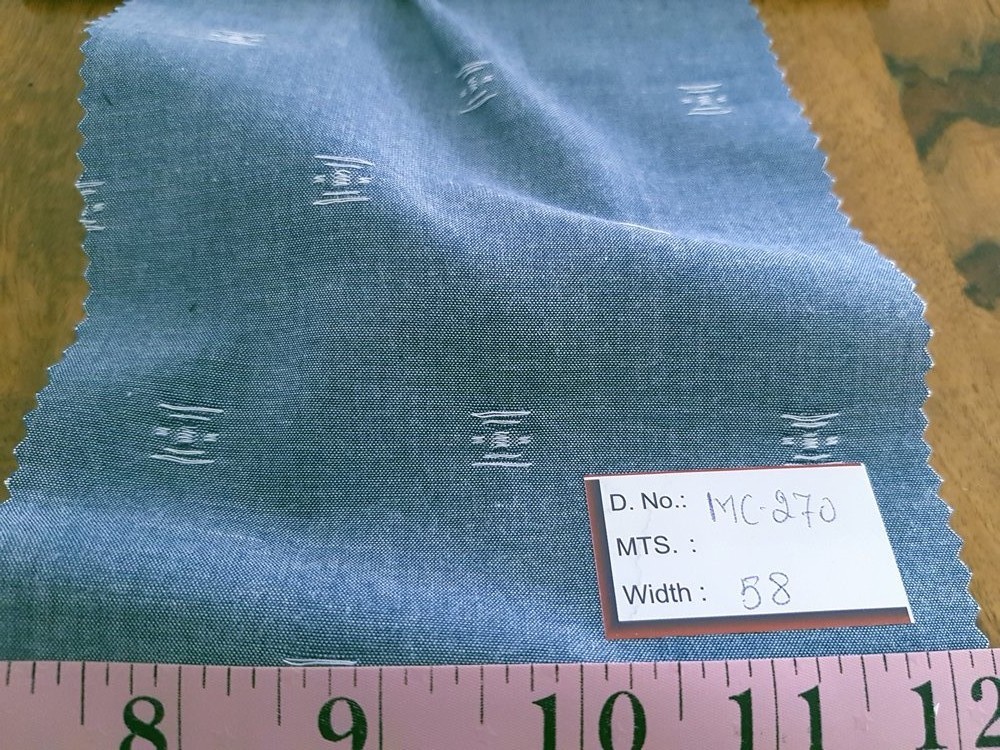 D. No.: MC-270
MTS. :
Width : 58
8 9 10 11 12